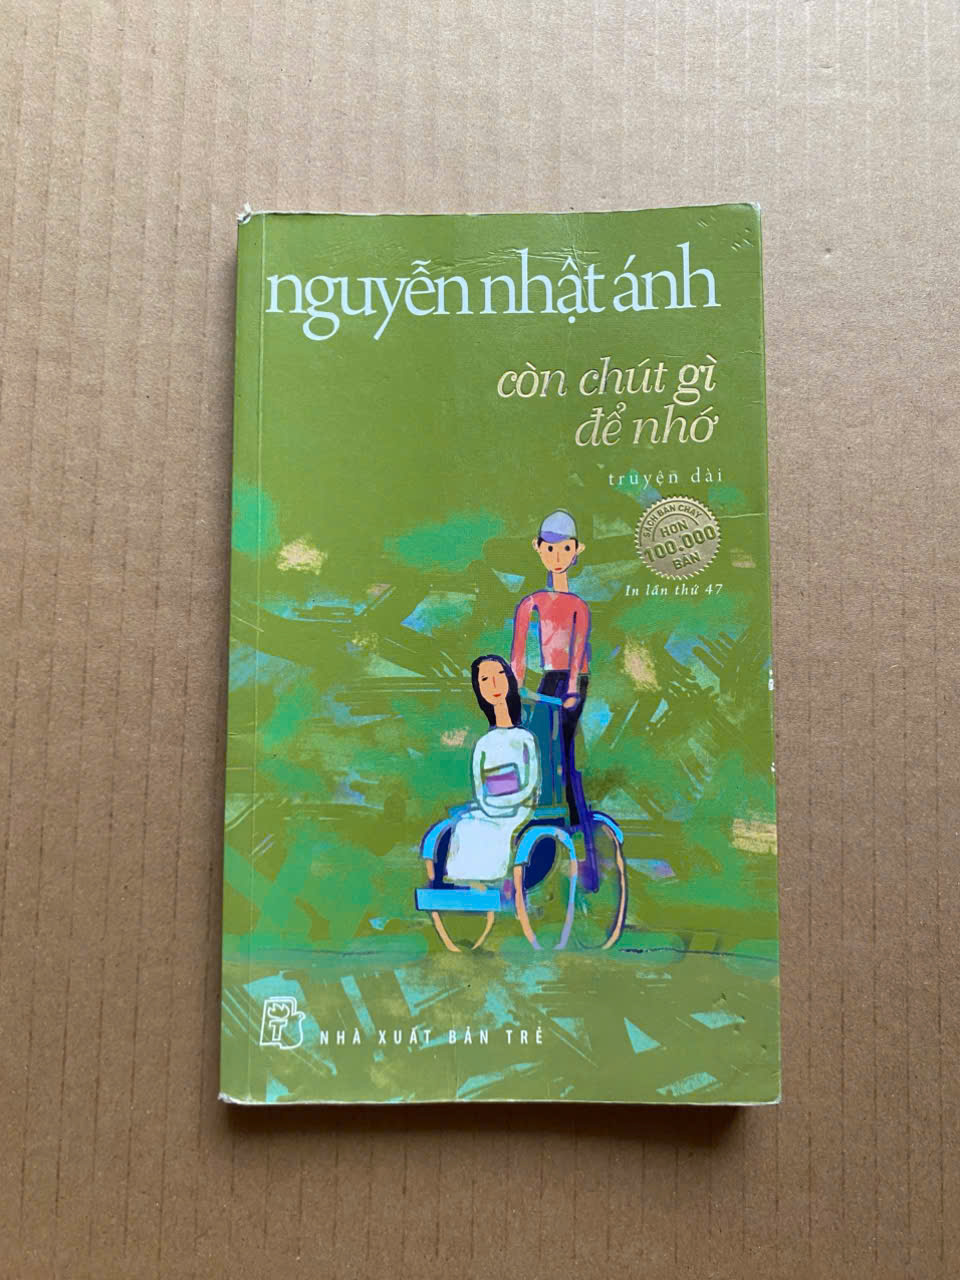 nguyễn nhật ánh
còn chút gì
để nhớ
truyện dài
SÁCH BÁN CHẠY
HƠN
100.000
BẢN
In lần thứ 47
T
NHÀ XUẤT BẢN TRẺ